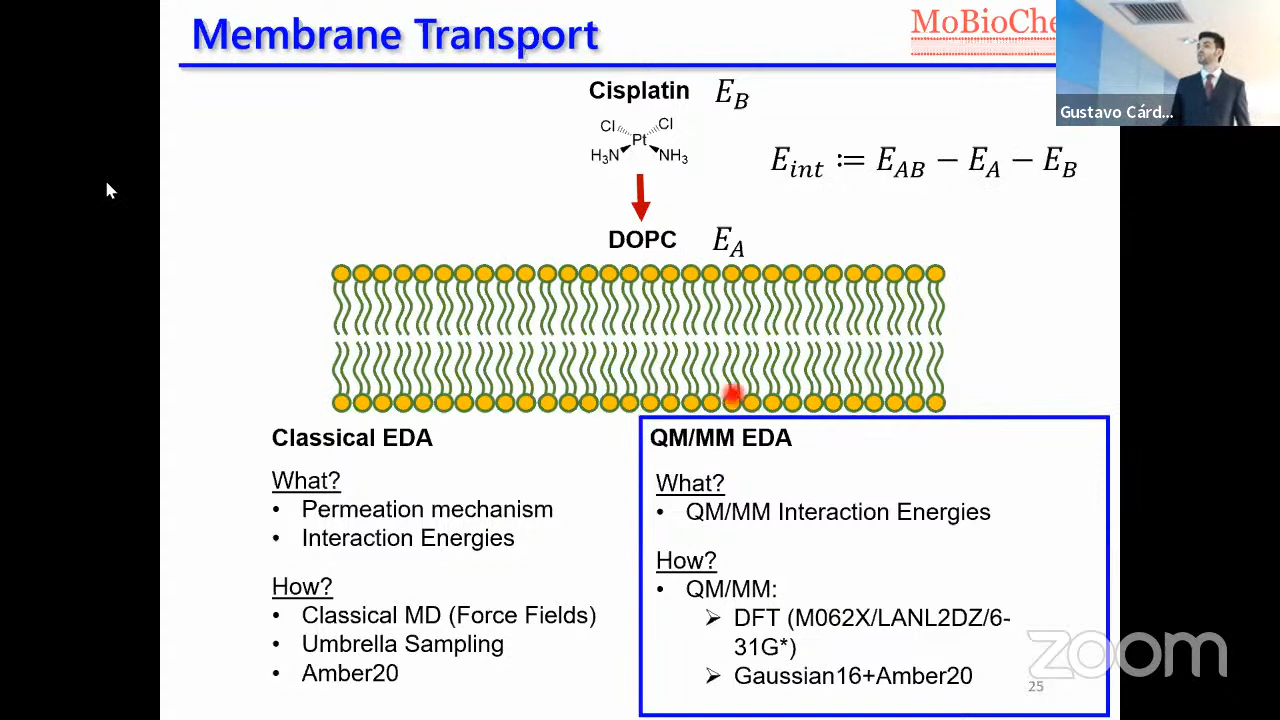 Membrane Transport
MoBioChe
Gustavo Cárd...
Cisplatin E_B
Cl Cl
Pt
H₃N NH₃
E_int := E_AB − E_A − E_B
DOPC E_A
Classical EDA
What?
• Permeation mechanism
• Interaction Energies
How?
• Classical MD (Force Fields)
• Umbrella Sampling
• Amber20
QM/MM EDA
What?
• QM/MM Interaction Energies
How?
• QM/MM:
➢ DFT (M062X/LANL2DZ/6-
31G*)
➢ Gaussian16+Amber20
zoom
25